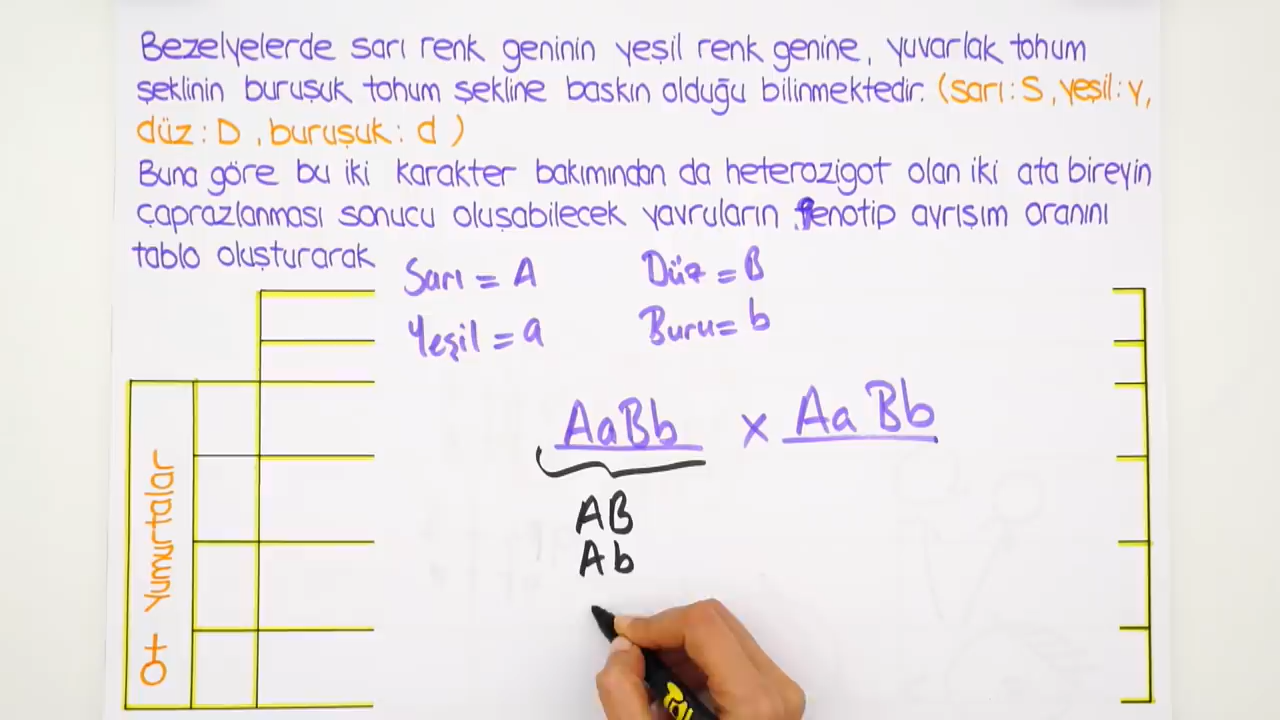 Bezelyelerde sarı renk geninin yeşil renk genine, yuvarlak tohum
şeklinin buruşuk tohum şekline baskın olduğu bilinmektedir. (sarı: S, yeşil: Y,
düz: D, buruşuk: d)
Buna göre bu iki karakter bakımından da heterozigot olan iki ata bireyin
çaprazlanması sonucu oluşabilecek yavruların fenotip ayrışım oranını
tablo oluşturarak
Sarı = A Düz = B
Yeşil = a Buru= b
AaBb x AaBb
AB
Ab
Yumurtalar